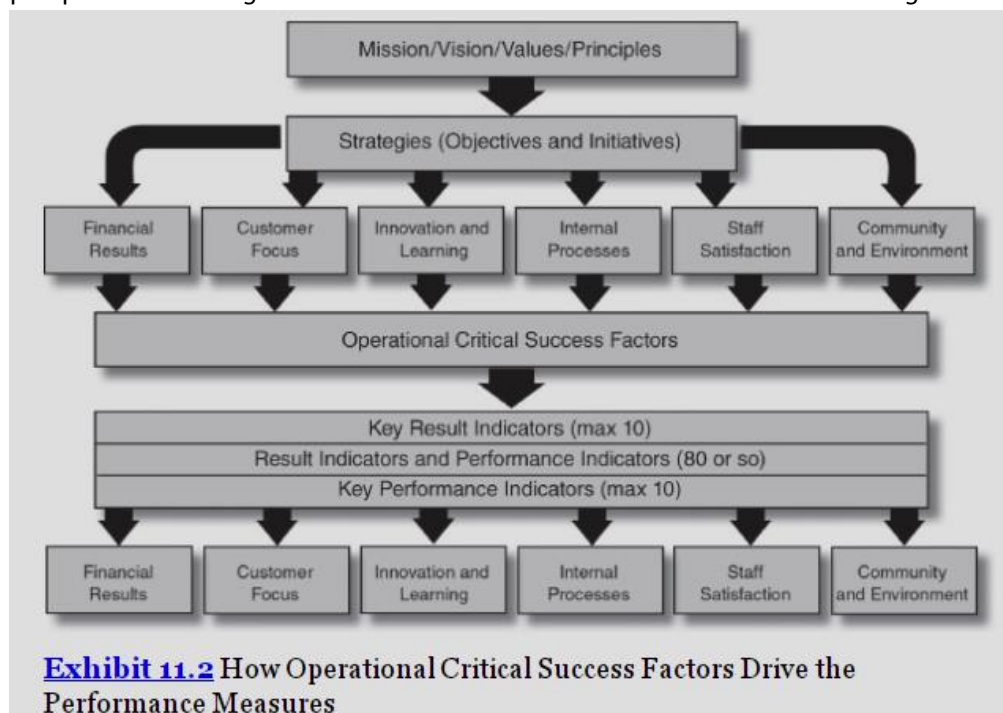 Mission/Vision/Values/Principles
Strategies (Objectives and Initiatives)
Financial Results
Customer Focus
Innovation and Learning
Internal Processes
Staff Satisfaction
Community and Environment
Operational Critical Success Factors
Key Result Indicators (max 10)
Result Indicators and Performance Indicators (80 or so)
Key Performance Indicators (max 10)
Financial Results
Customer Focus
Innovation and Learning
Internal Processes
Staff Satisfaction
Community and Environment
Exhibit 11.2 How Operational Critical Success Factors Drive the
Performance Measures